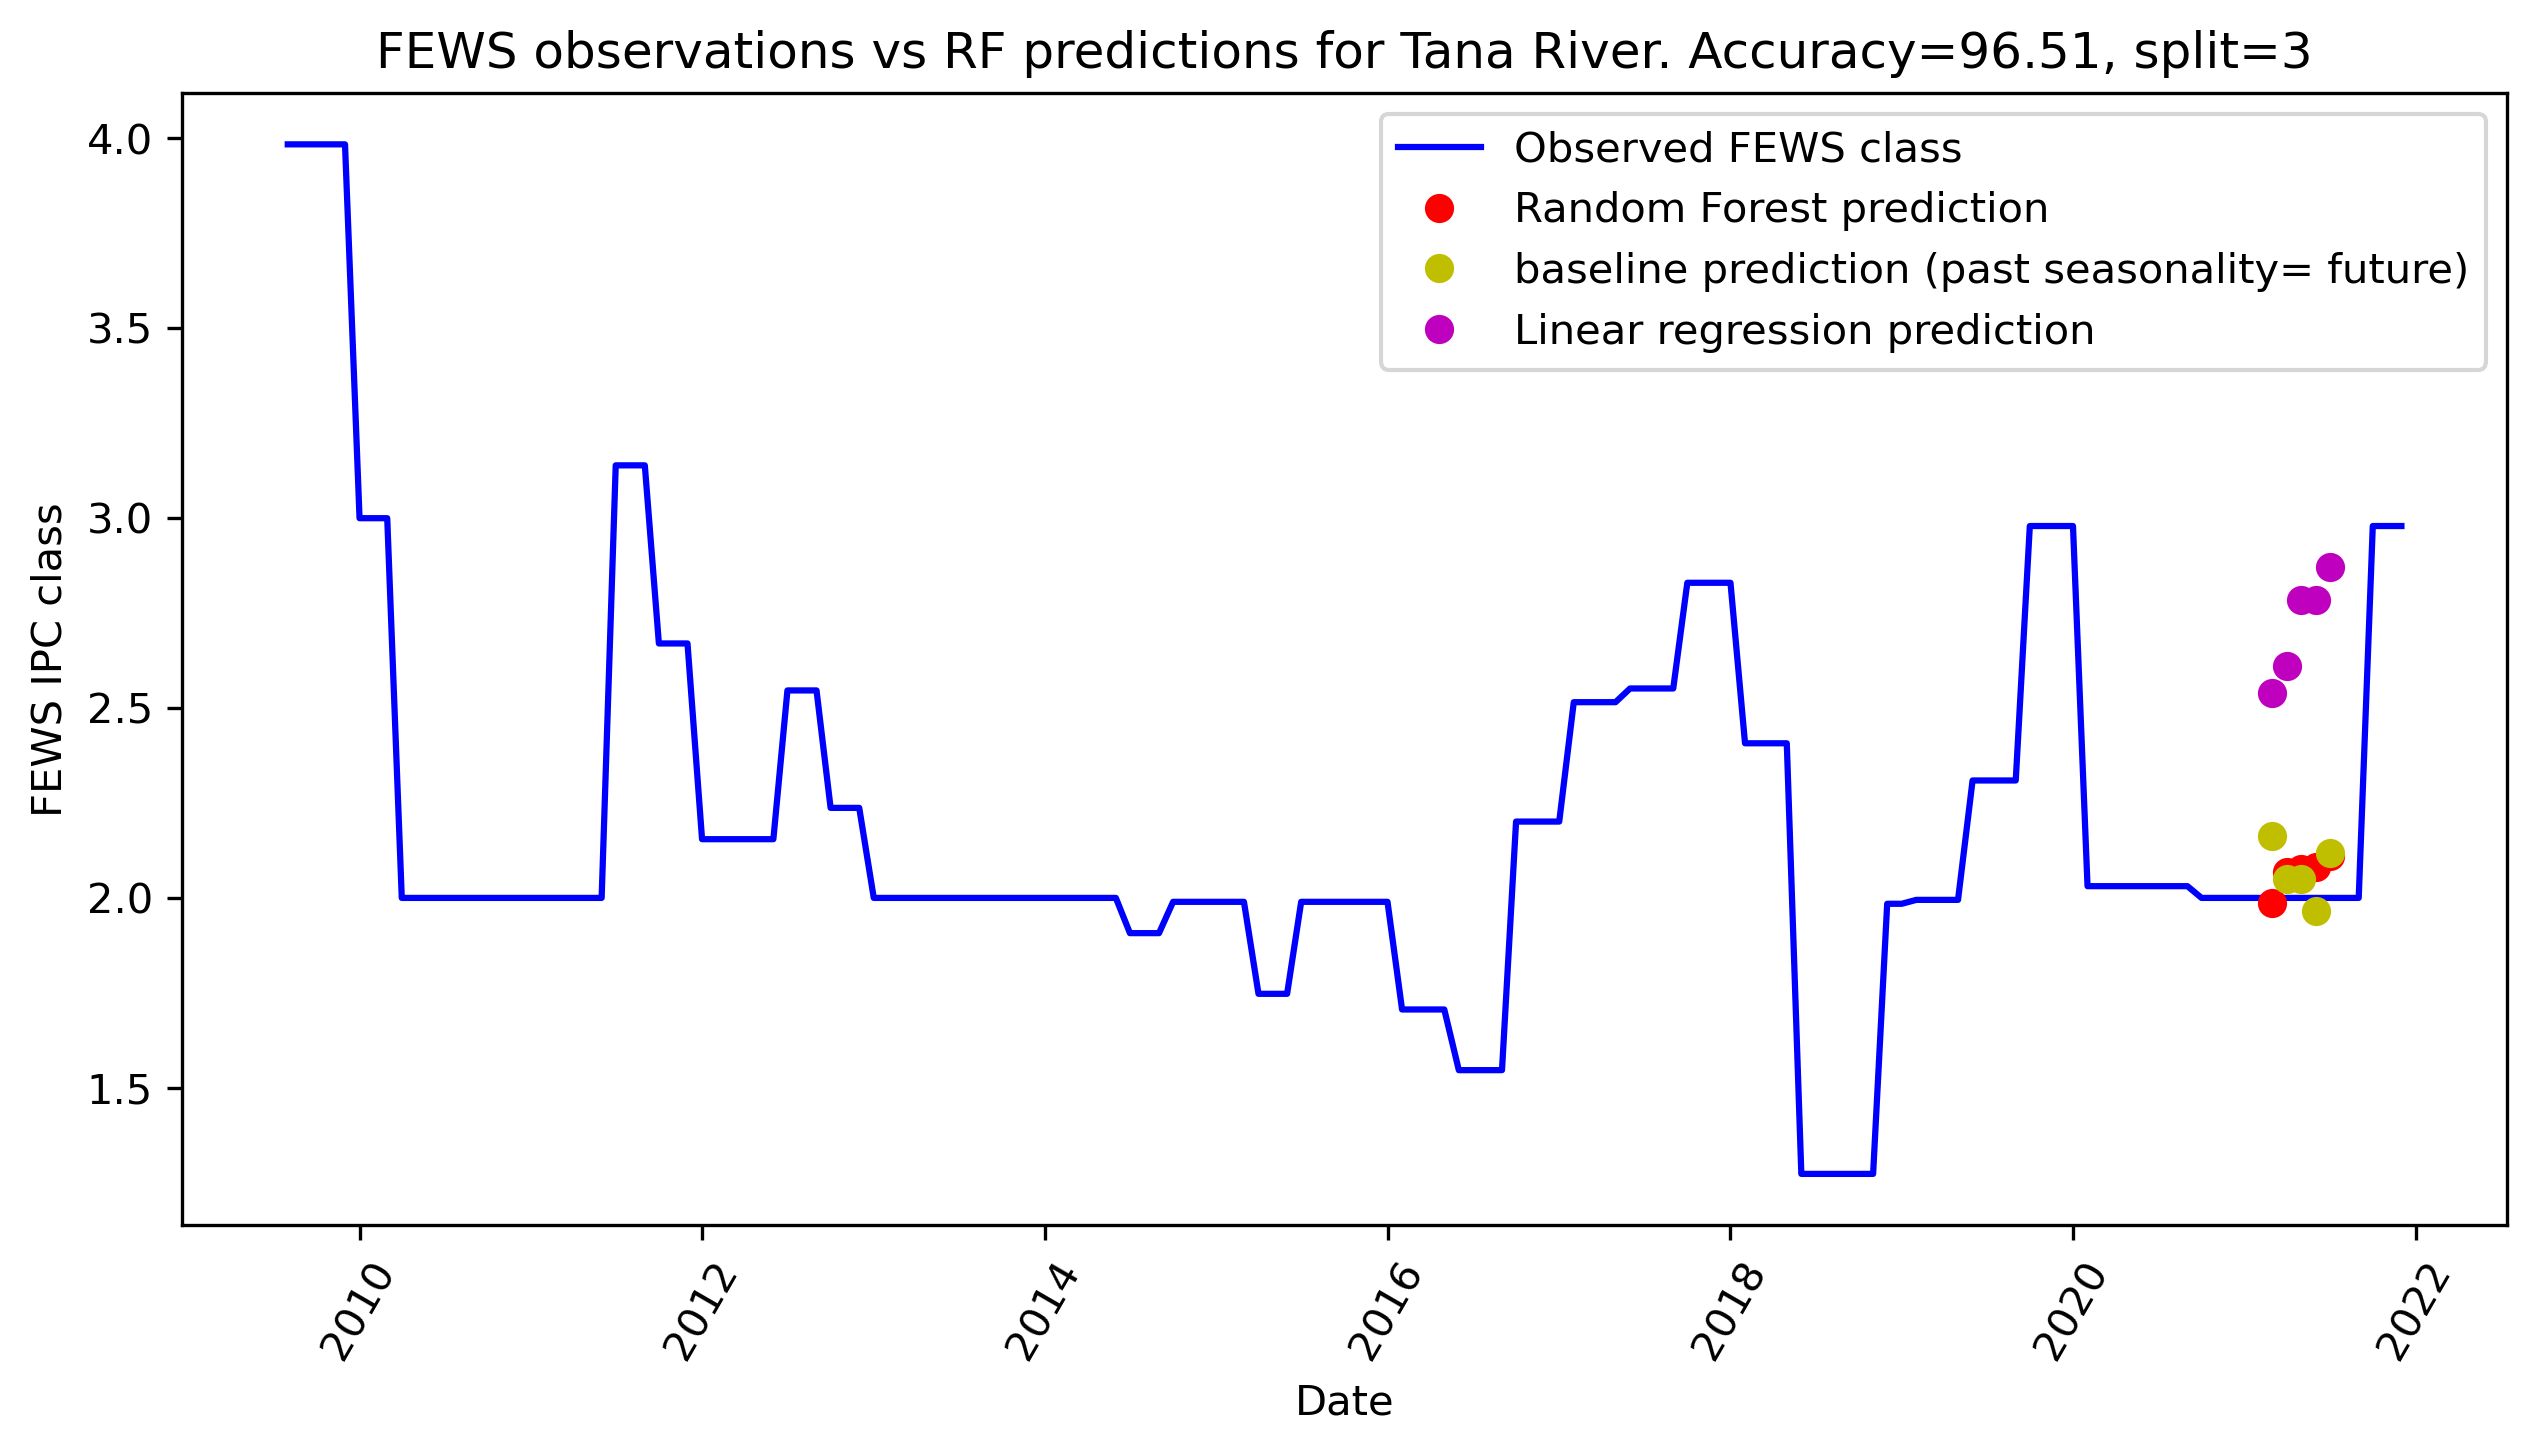 FEWS observations vs RF predictions for Tana River. Accuracy=96.51, split=3
Observed FEWS class
Random Forest prediction
baseline prediction (past seasonality= future)
Linear regression prediction
FEWS IPC class
4.0
3.5
3.0
2.5
2.0
1.5
2010
2012
2014
2016
2018
2020
2022
Date